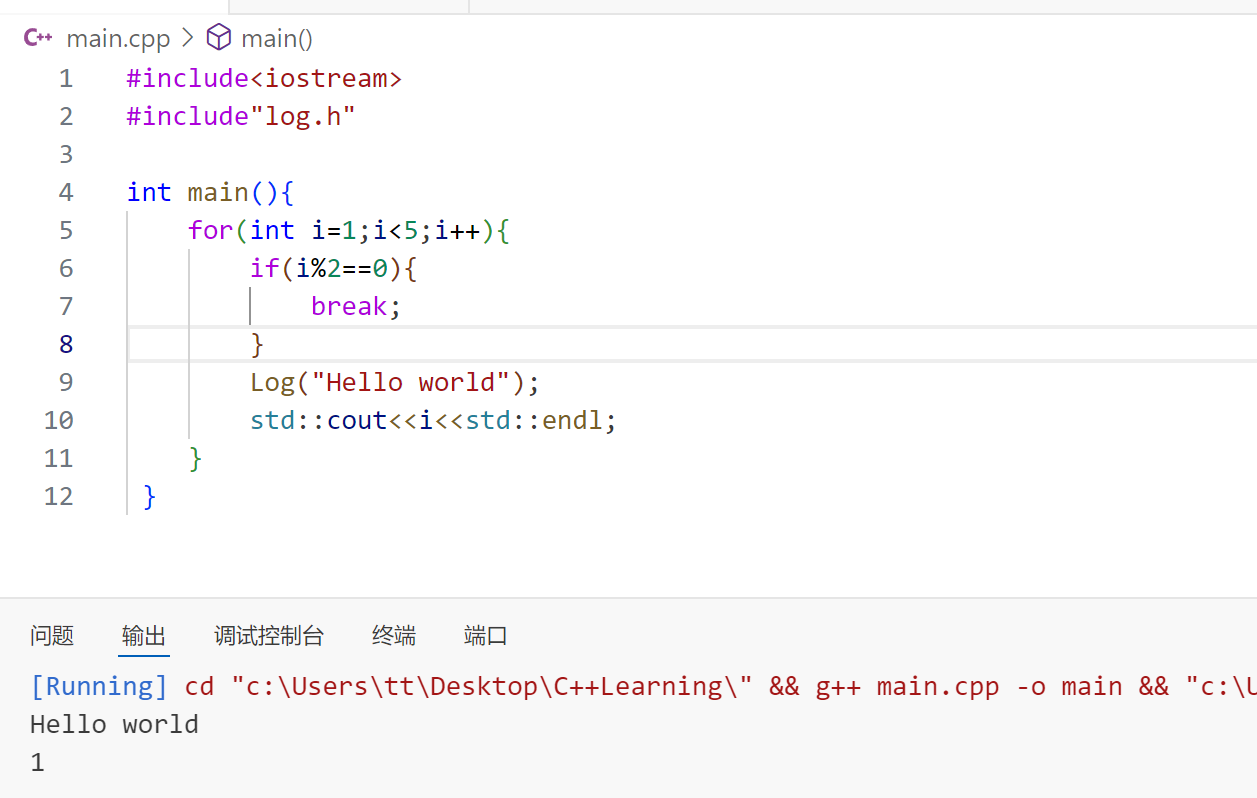 C++ main.cpp > main()
1 #include<iostream>
2 #include"log.h"
3
4 int main(){
5     for(int i=1;i<5;i++){
6         if(i%2==0){
7             break;
8         }
9         Log("Hello world");
10         std::cout<<i<<std::endl;
11     }
12  }
问题 输出 调试控制台 终端 端口
[Running] cd "c:\Users\tt\Desktop\C++Learning\" && g++ main.cpp -o main && "c:\
Hello world
1